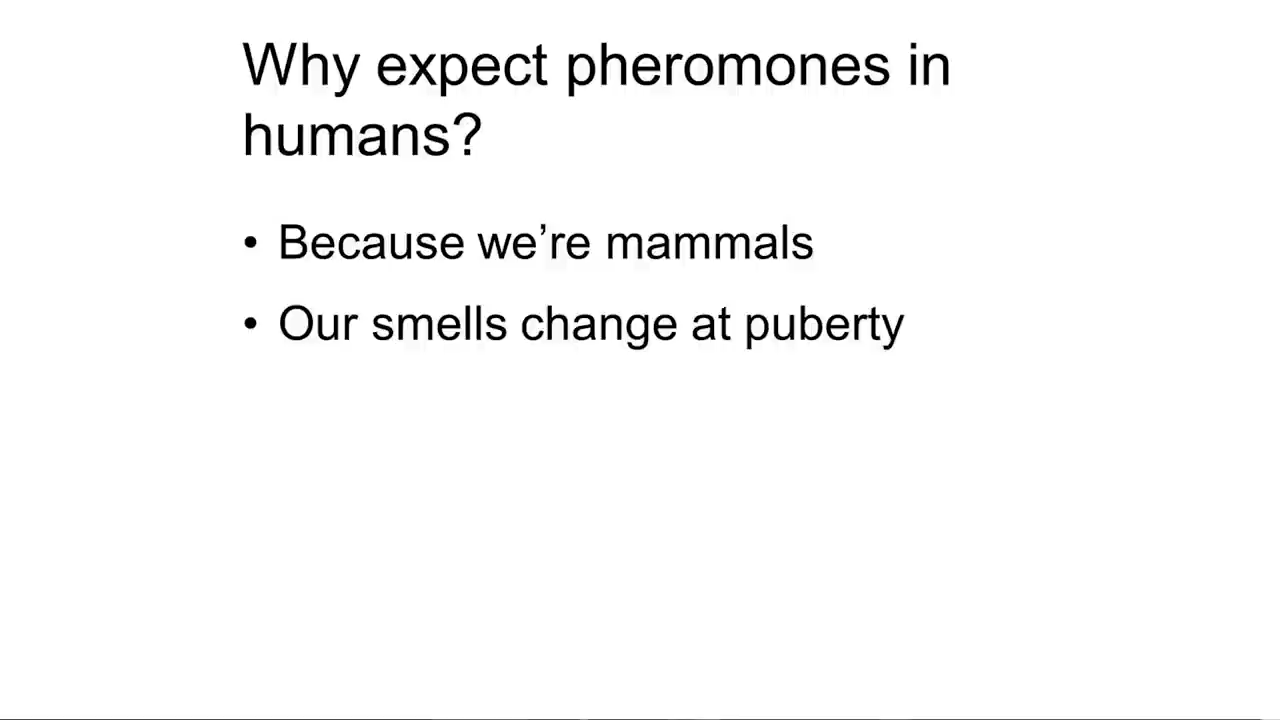 Why expect pheromones in
humans?
• Because we’re mammals
• Our smells change at puberty